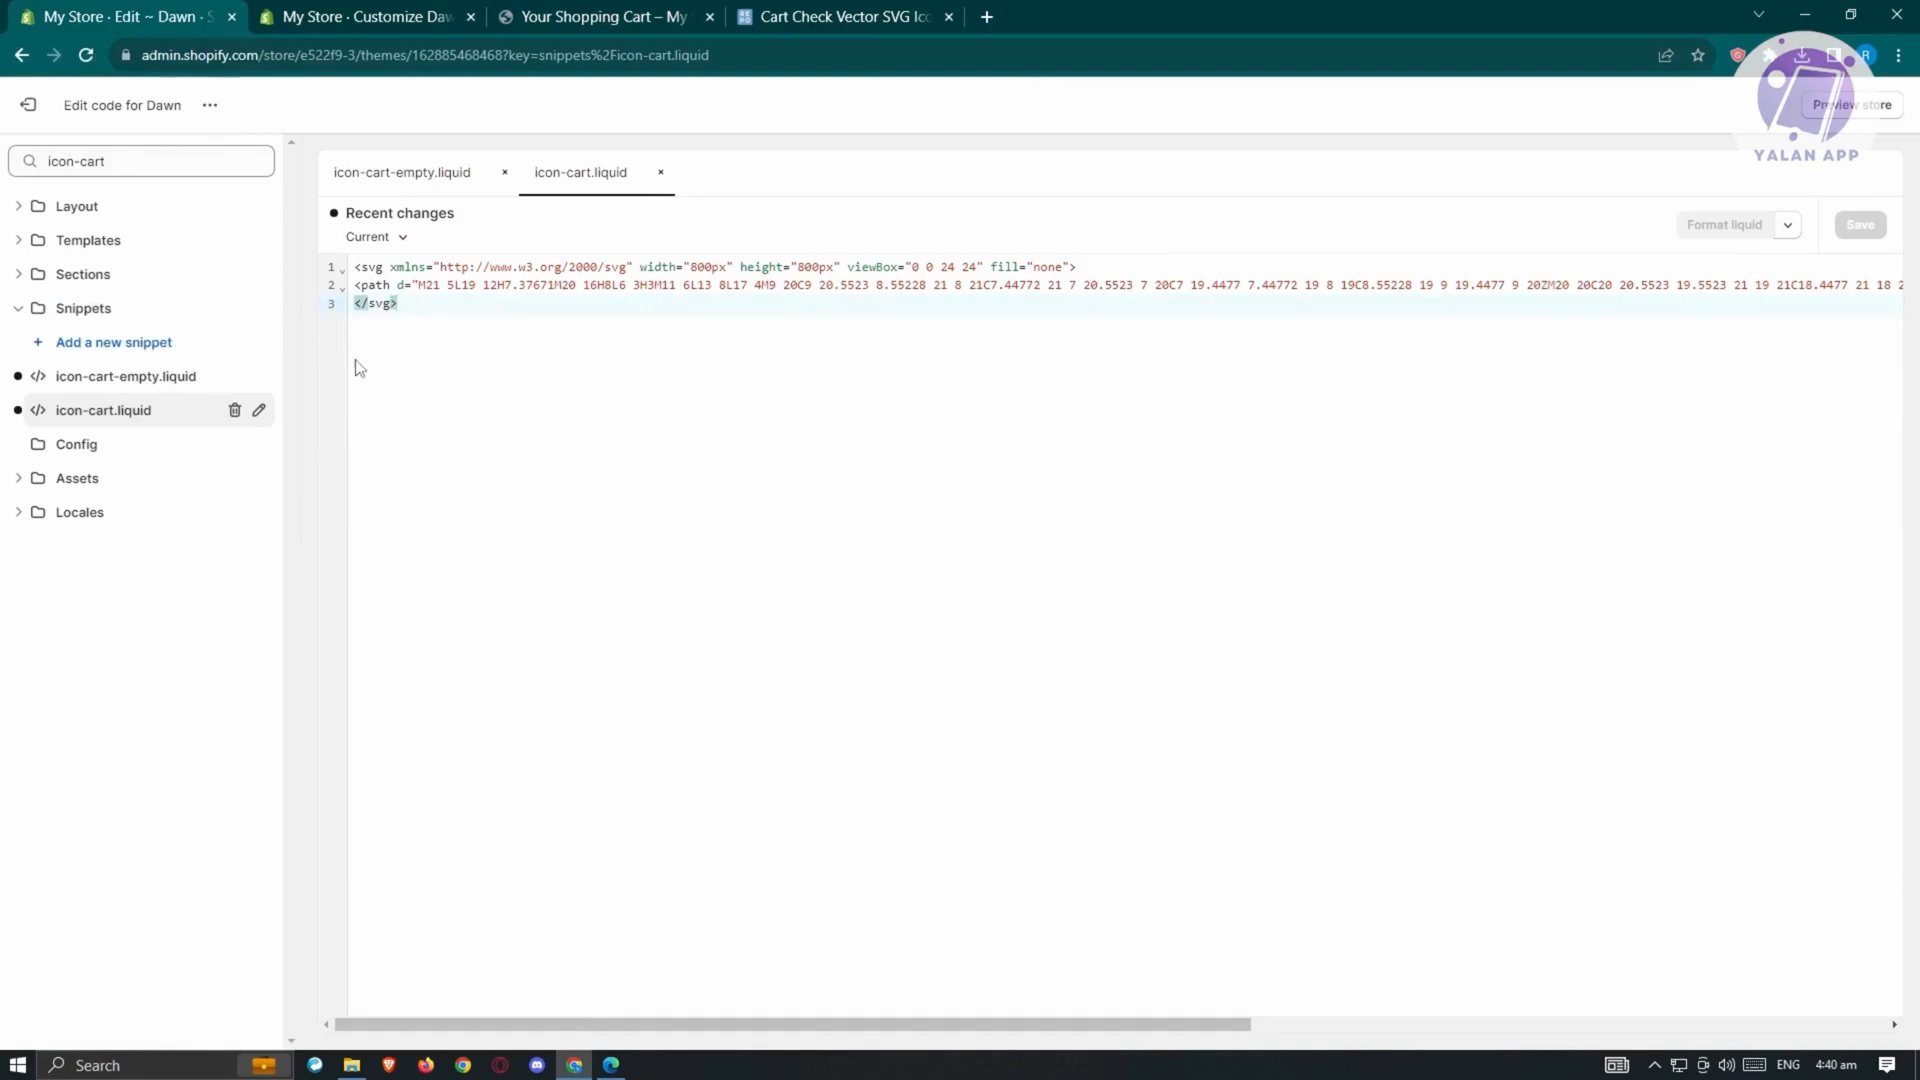 My Store · Edit ~ Dawn · S
My Store · Customize Daw
Your Shopping Cart – My
Cart Check Vector SVG Ico
admin.shopify.com/store/e522f9-3/themes/162885468468?key=snippets%2Ficon-cart.liquid
R
Edit code for Dawn
Preview store
YALAN APP
icon-cart
Layout
Templates
Sections
Snippets
+ Add a new snippet
</> icon-cart-empty.liquid
</> icon-cart.liquid
Config
Assets
Locales
icon-cart-empty.liquid
icon-cart.liquid
Recent changes
Current
Format liquid
Save
1 <svg xmlns="http://www.w3.org/2000/svg" width="800px" height="800px" viewBox="0 0 24 24" fill="none">
2 <path d="M21 5L19 12H7.37671M20 16H8L6 3H3M11 6L13 8L17 4M9 20C9 20.5523 8.55228 21 8 21C7.44772 21 7 20.5523 7 20C7 19.4477 7.44772 19 8 19C8.55228 19 9 19.4477 9 20ZM20 20C20 20.5523 19.5523 21 19 21C18.4477 21 18 2
3 </svg>
Search
ENG
4:40 am